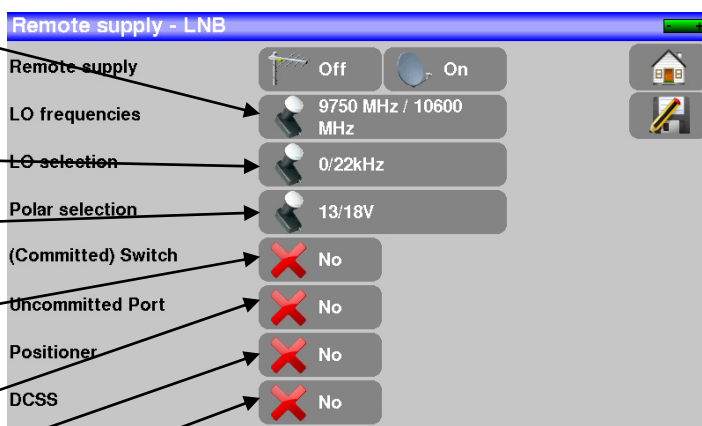 Remote supply - LNB
Remote supply Off On
LO frequencies 9750 MHz / 10600
MHz
LO selection 0/22kHz
Polar selection 13/18V
(Committed) Switch No
Uncommitted Port No
Positioner No
DCSS No